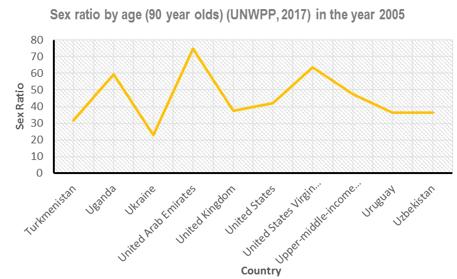 Sex ratio by age (90 year olds) (UNWPP, 2017) in the year 2005
80
70
60
50
40
30
20
10
0
Sex Ratio
Turkmenistan
Uganda
Ukraine
United Arab Emirates
United Kingdom
United States
United States Virgin...
Upper-middle-income...
Uruguay
Uzbekistan
Country